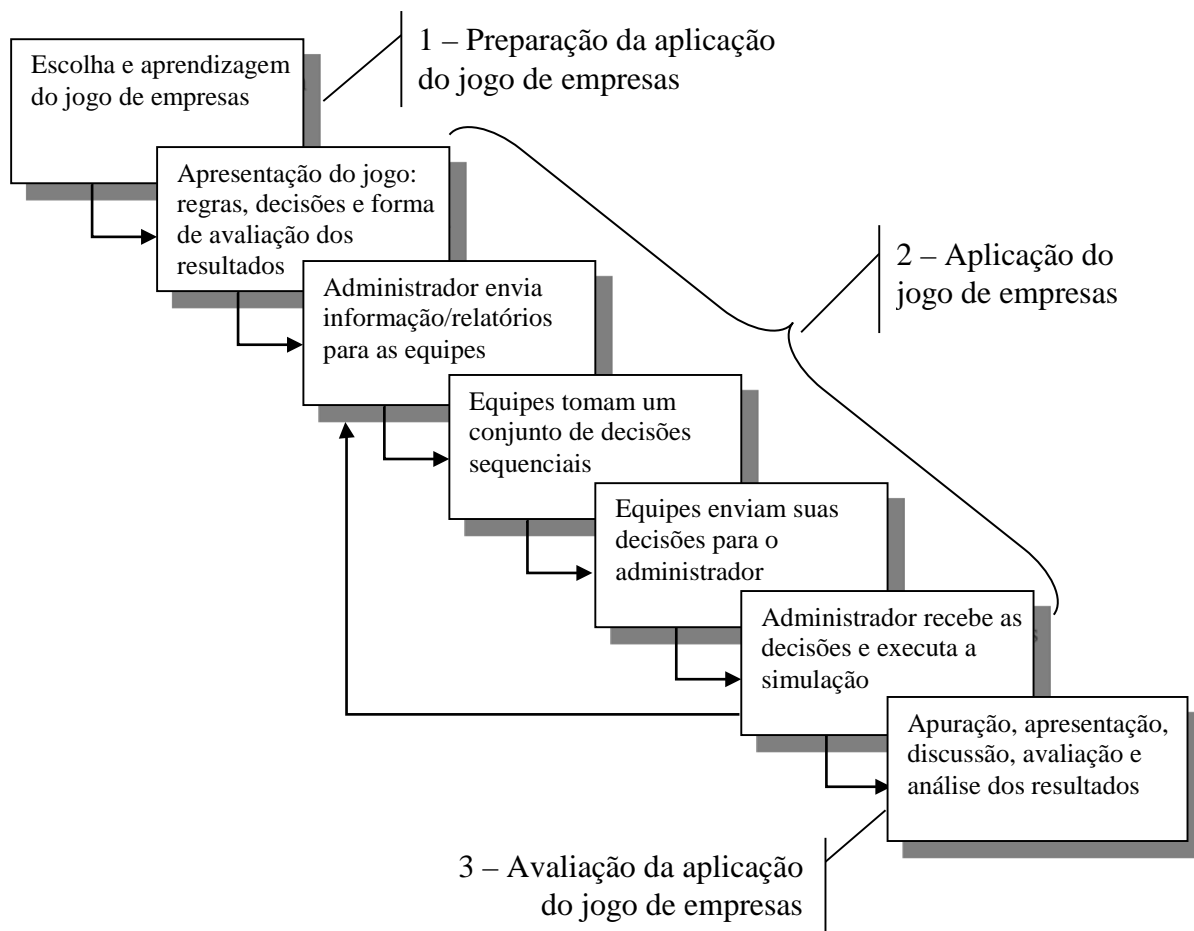 1 – Preparação da aplicação
do jogo de empresas
Escolha e aprendizagem
do jogo de empresas
Apresentação do jogo:
regras, decisões e forma
de avaliação dos
resultados
2 – Aplicação do
jogo de empresas
Administrador envia
informação/relatórios
para as equipes
Equipes tomam um
conjunto de decisões
sequenciais
Equipes enviam suas
decisões para o
administrador
Administrador recebe as
decisões e executa a
simulação
Apuração, apresentação,
discussão, avaliação e
análise dos resultados
3 – Avaliação da aplicação
do jogo de empresas